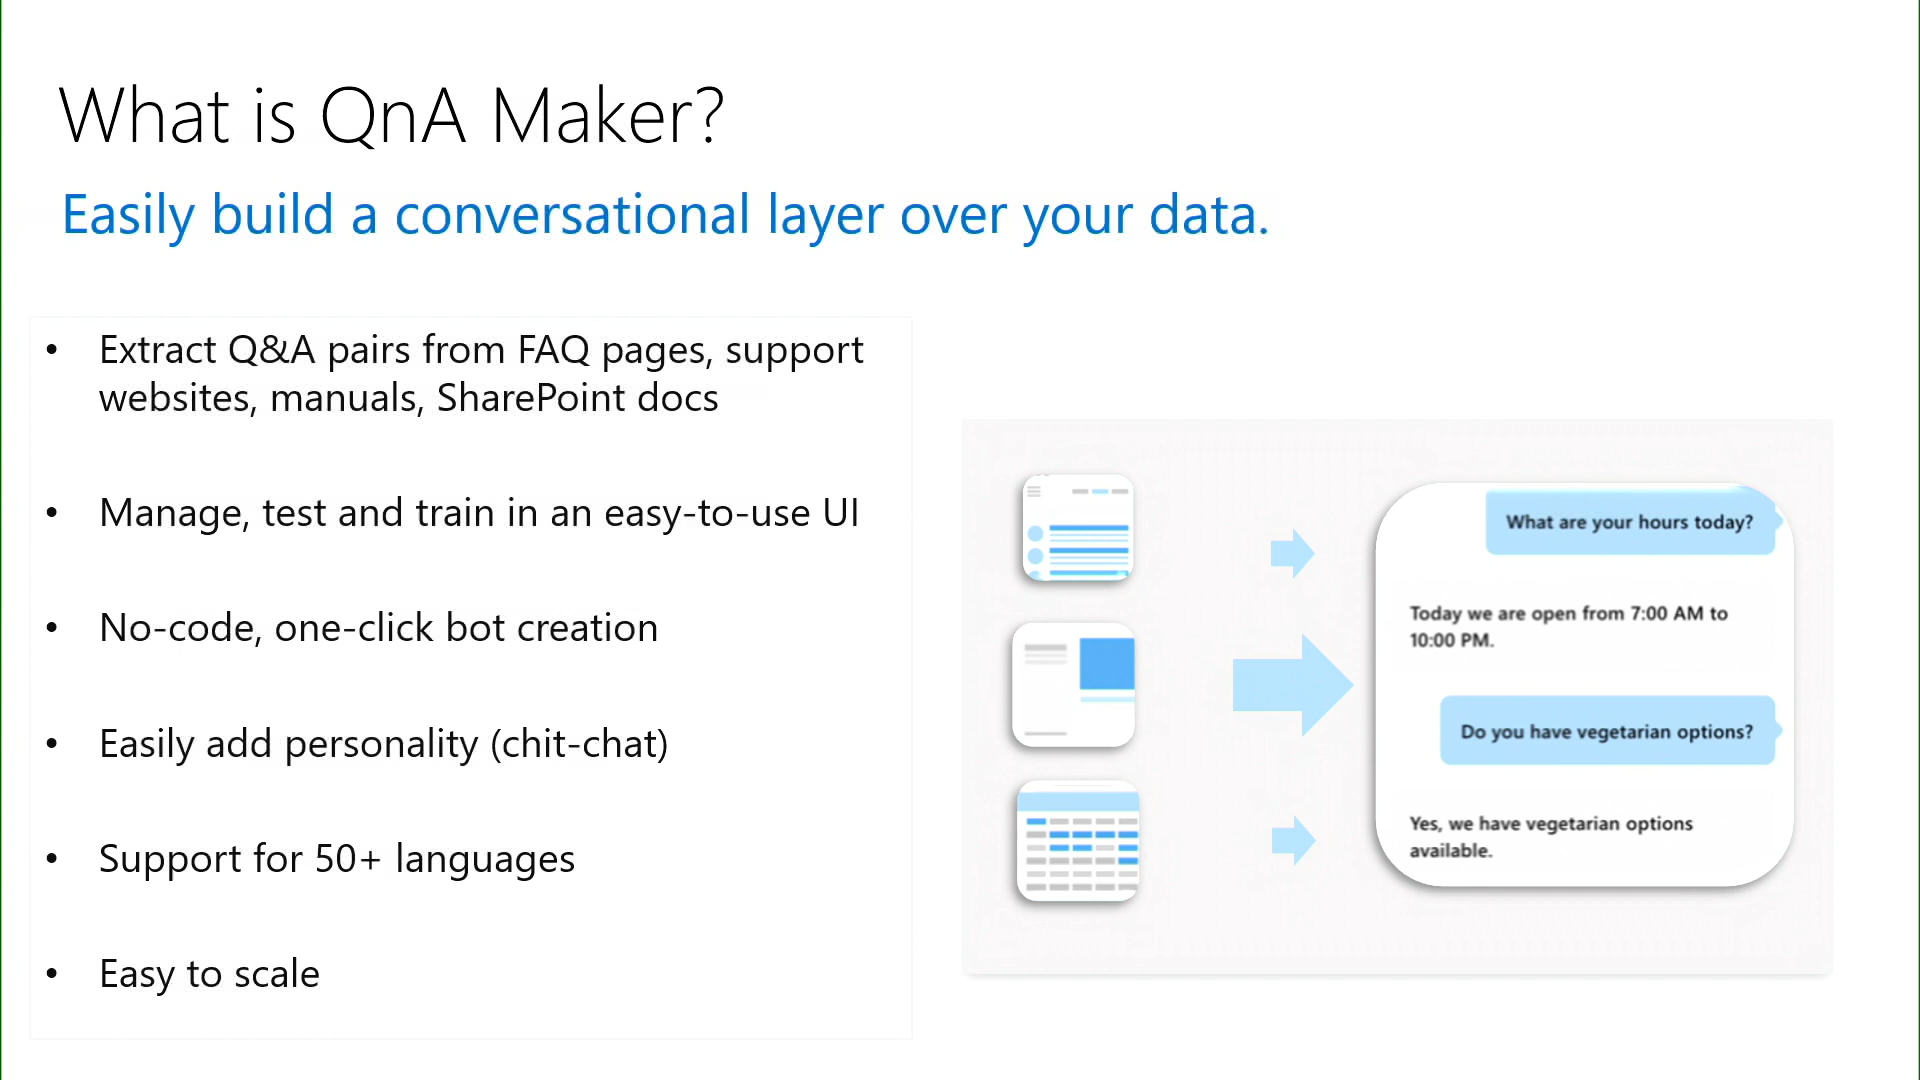 What is QnA Maker?
Easily build a conversational layer over your data.
• Extract Q&A pairs from FAQ pages, support
websites, manuals, SharePoint docs
• Manage, test and train in an easy-to-use UI
• No-code, one-click bot creation
• Easily add personality (chit-chat)
• Support for 50+ languages
• Easy to scale
What are your hours today?
Today we are open from 7:00 AM to
10:00 PM.
Do you have vegetarian options?
Yes, we have vegetarian options
available.